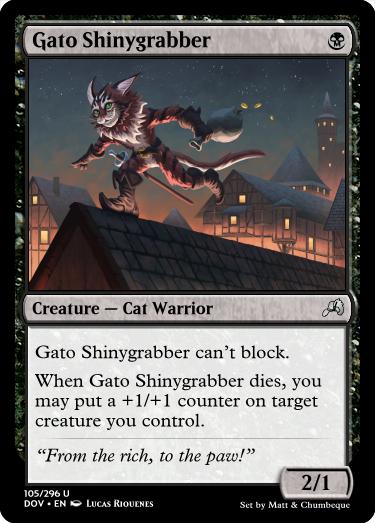 Gato Shinygrabber
Creature — Cat Warrior
Gato Shinygrabber can't block.
When Gato Shinygrabber dies, you
may put a +1/+1 counter on target
creature you control.
“From the rich, to the paw!”
2/1
105/296 U
DOV • EN Lucas Riouenes
Set by Matt & Chumbeque